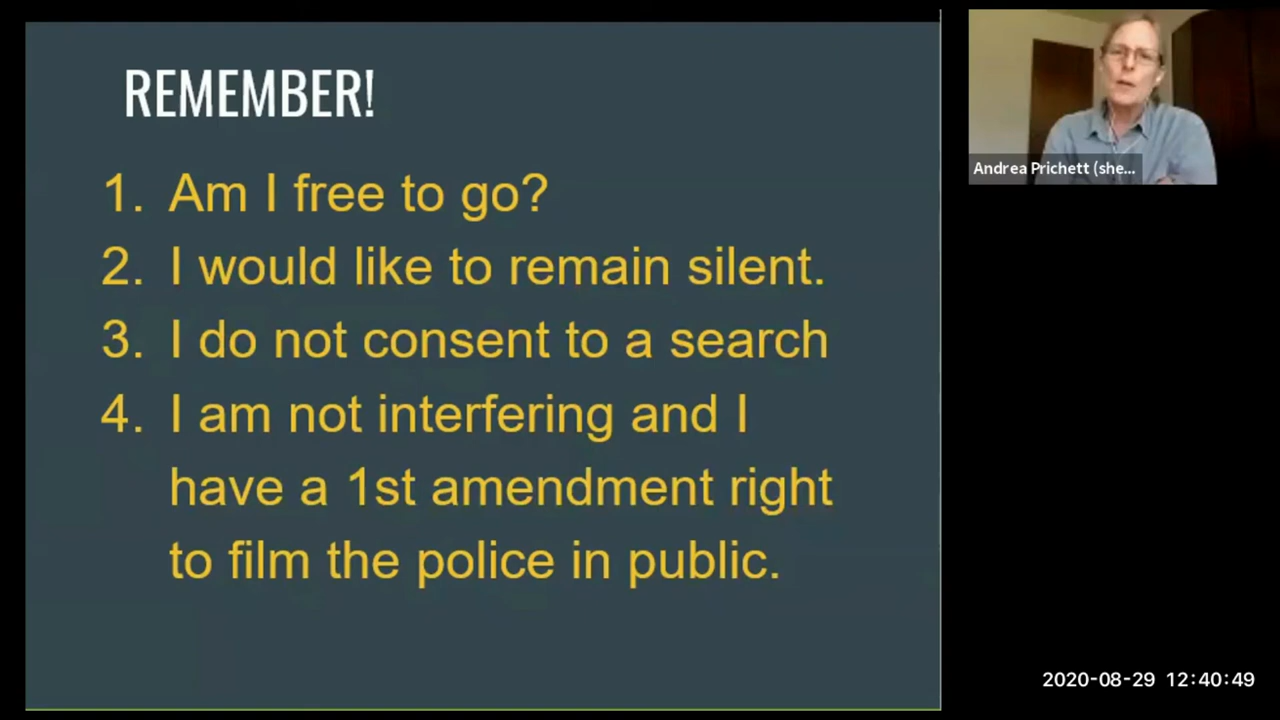 REMEMBER!
1. Am I free to go?
2. I would like to remain silent.
3. I do not consent to a search
4. I am not interfering and I
have a 1st amendment right
to film the police in public.
Andrea Prichett (she...
2020-08-29 12:40:49